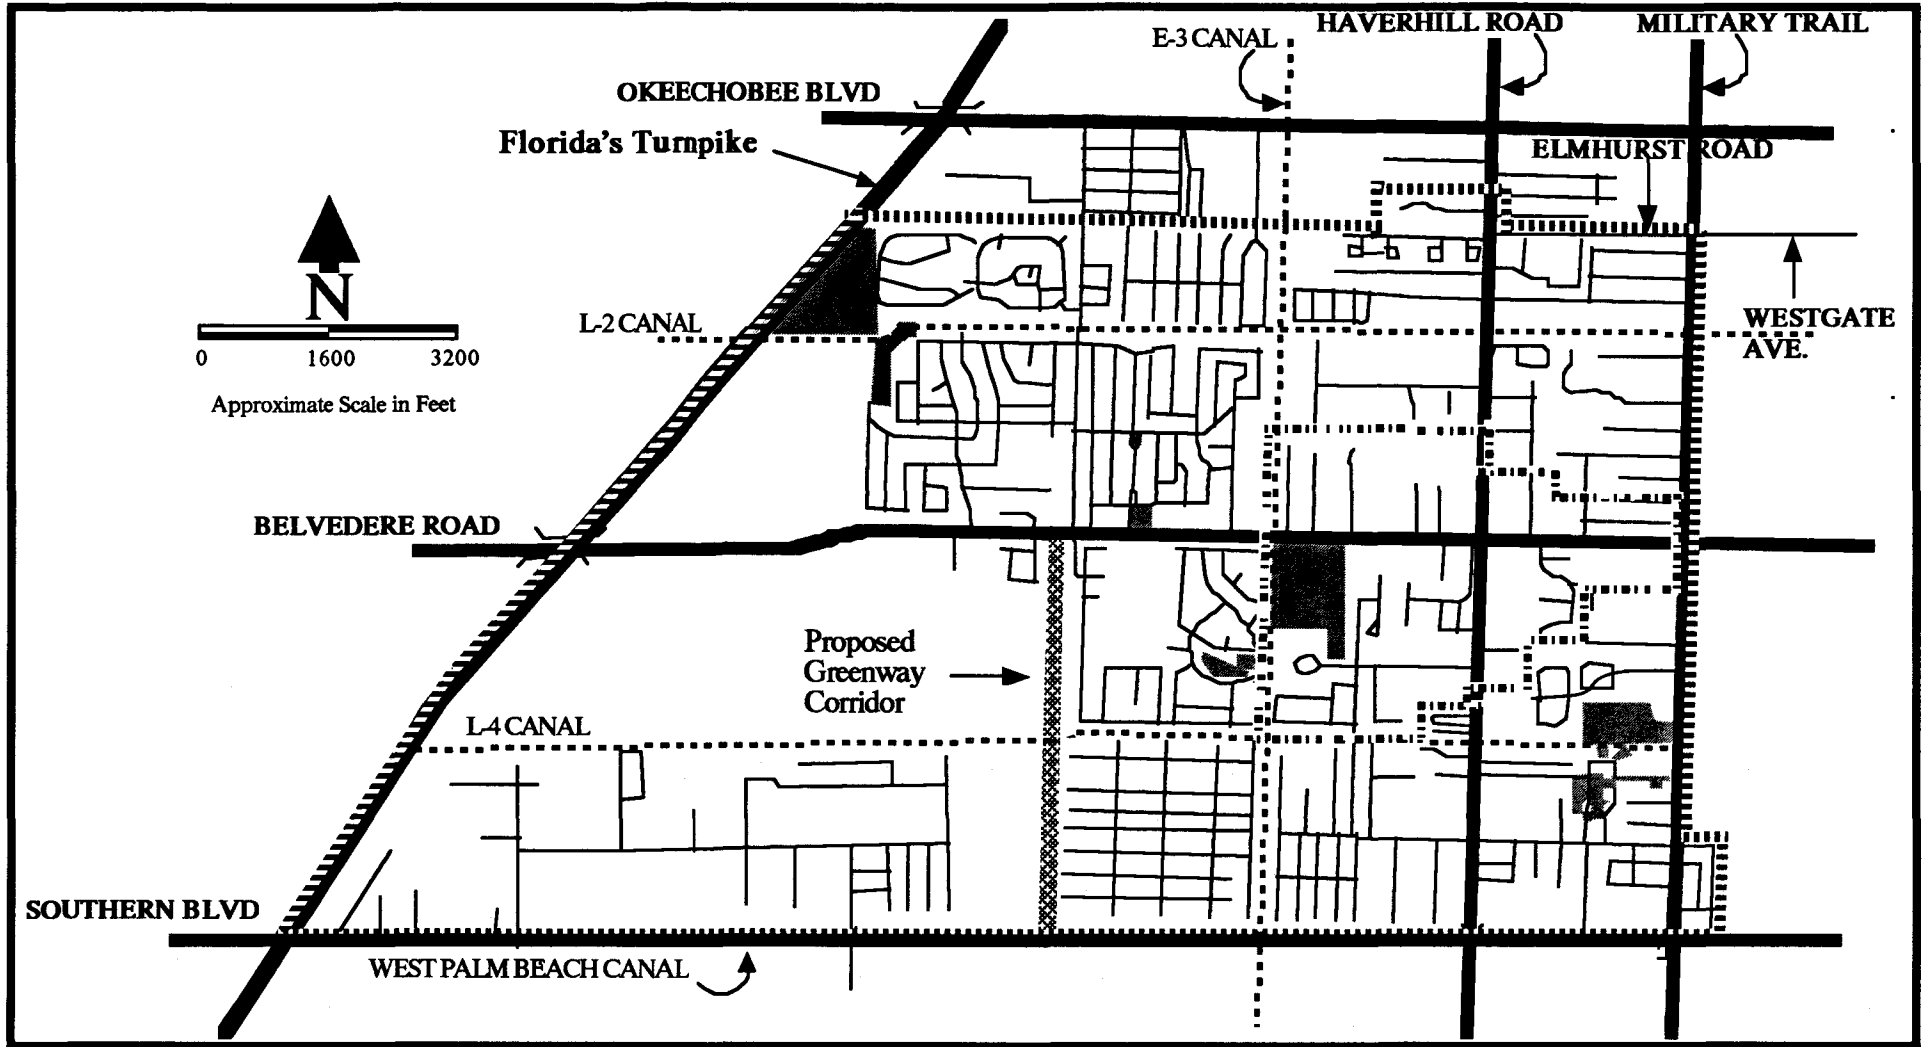 HAVERHILL ROAD
MILITARY TRAIL
E-3 CANAL
OKEECHOBEE BLVD
Florida's Turnpike
ELMHURST ROAD
N
L-2 CANAL
WESTGATE
AVE.
0 1600 3200
Approximate Scale in Feet
BELVEDERE ROAD
Proposed
Greenway
Corridor
L-4 CANAL
SOUTHERN BLVD
WEST PALM BEACH CANAL